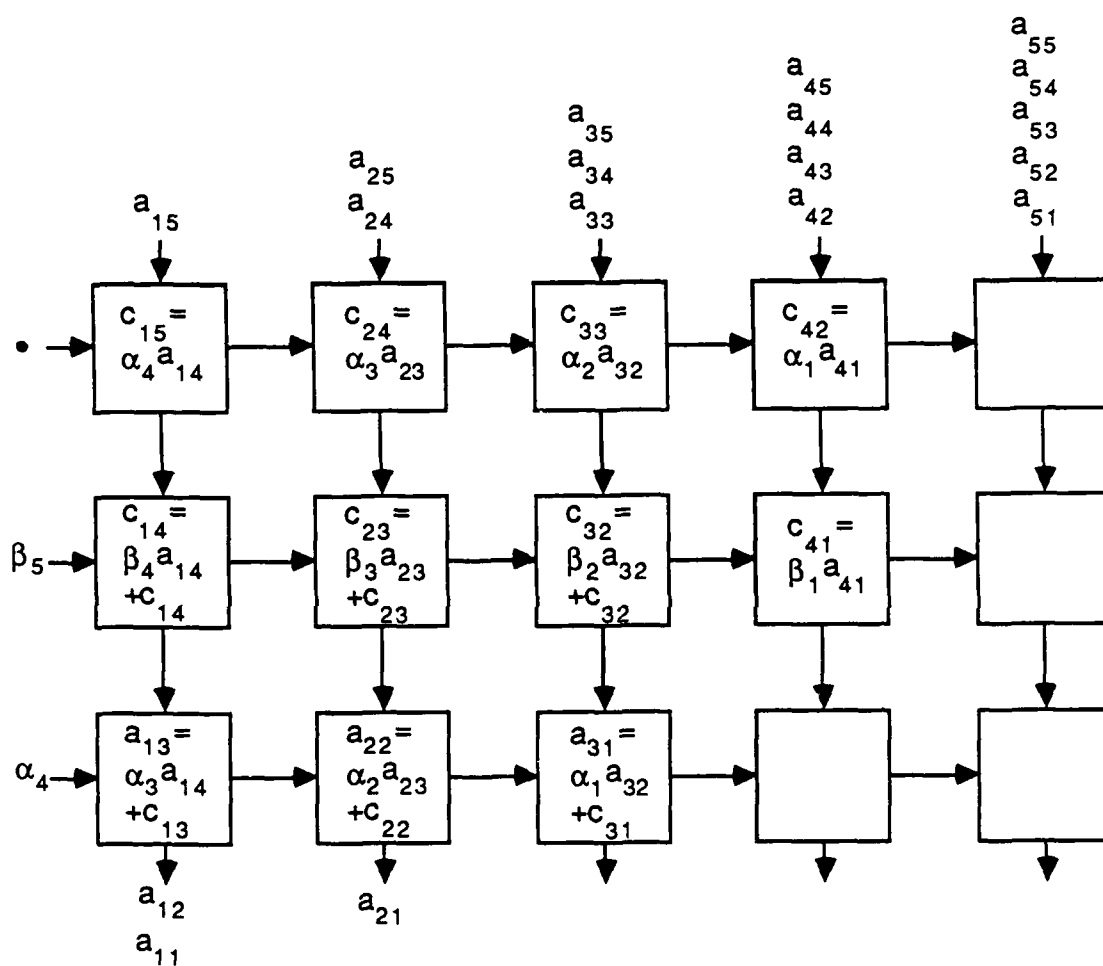 a₅₅
a₄₅ a₅₄
a₃₅ a₄₄ a₅₃
a₂₅ a₃₄ a₄₃ a₅₂
a₁₅ a₂₄ a₃₃ a₄₂ a₅₁
c₁₅= c₂₄= c₃₃= c₄₂=
α₄a₁₄ α₃a₂₃ α₂a₃₂ α₁a₄₁
c₁₄= c₂₃= c₃₂= c₄₁=
β₅ β₄a₁₄ β₃a₂₃ β₂a₃₂ β₁a₄₁
+c₁₄ +c₂₃ +c₃₂
a₁₃= a₂₂= a₃₁=
α₄ α₃a₁₄ α₂a₂₃ α₁a₃₂
+c₁₃ +c₂₂ +c₃₁
a₁₂ a₂₁
a₁₁